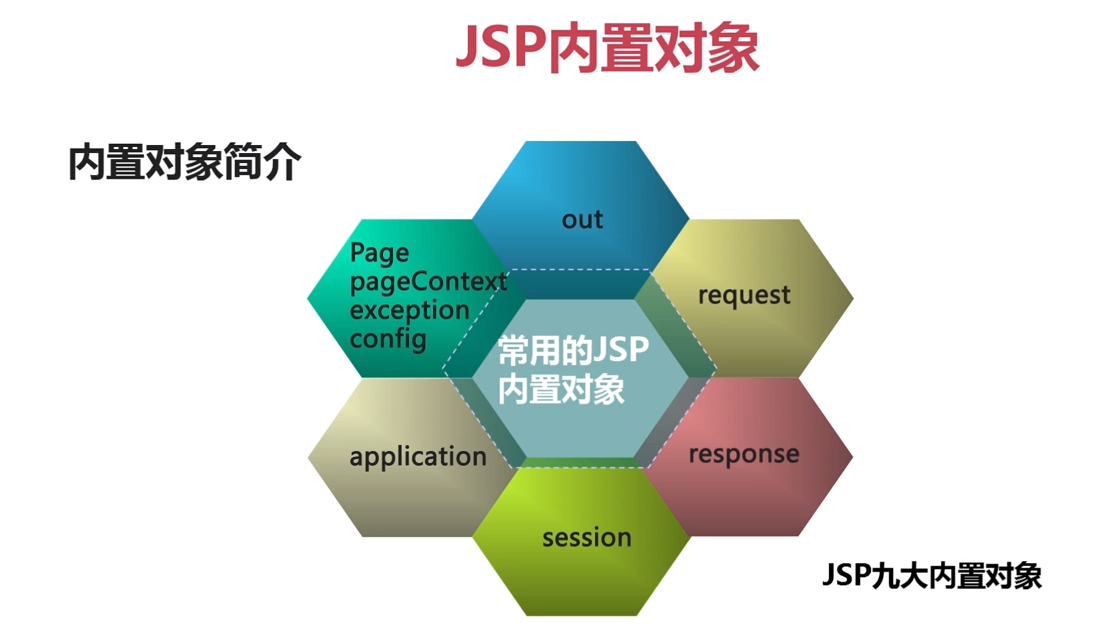 JSP内置对象
内置对象简介
out
Page
pageContext
exception
config
request
常用的JSP
内置对象
application
response
session
JSP九大内置对象